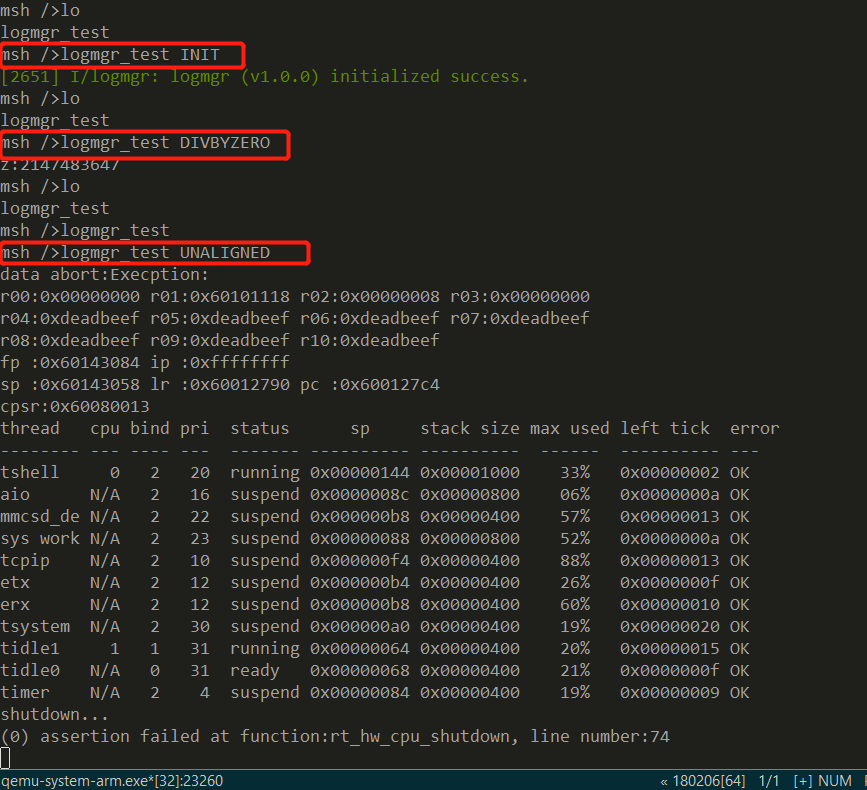 msh />lo
logmgr_test
msh />logmgr_test INIT
[2651] I/logmgr: logmgr (v1.0.0) initialized success.
msh />lo
logmgr_test
msh />logmgr_test DIVBYZERO
z:2147483647
msh />lo
logmgr_test
msh />logmgr_test
msh />logmgr_test UNALIGNED
data abort:Execption:
r00:0x00000000 r01:0x60101118 r02:0x00000008 r03:0x00000000
r04:0xdeadbeef r05:0xdeadbeef r06:0xdeadbeef r07:0xdeadbeef
r08:0xdeadbeef r09:0xdeadbeef r10:0xdeadbeef
fp :0x60143084 ip :0xffffffff
sp :0x60143058 lr :0x60012790 pc :0x600127c4
cpsr:0x60080013
thread   cpu bind pri  status      sp     stack size max used left tick  error
-------- --- ---- ---  ------- ---------- ----------  ------  ---------- ---
tshell     0   2   20  running 0x00000144 0x00001000    33%   0x00000002 OK
aio      N/A   2   16  suspend 0x0000008c 0x00000800    06%   0x0000000a OK
mmcsd_de N/A   2   22  suspend 0x000000b8 0x00000400    57%   0x00000013 OK
sys work N/A   2   23  suspend 0x00000088 0x00000800    52%   0x0000000a OK
tcpip    N/A   2   10  suspend 0x000000f4 0x00000400    88%   0x00000013 OK
etx      N/A   2   12  suspend 0x000000b4 0x00000400    26%   0x0000000f OK
erx      N/A   2   12  suspend 0x000000b8 0x00000400    60%   0x00000010 OK
tsystem  N/A   2   30  suspend 0x000000a0 0x00000400    19%   0x00000020 OK
tidle1     1   1   31  running 0x00000064 0x00000400    20%   0x00000015 OK
tidle0   N/A   0   31  ready   0x00000068 0x00000400    21%   0x0000000f OK
timer    N/A   2    4  suspend 0x00000084 0x00000400    19%   0x00000009 OK
shutdown...
(0) assertion failed at function:rt_hw_cpu_shutdown, line number:74
qemu-system-arm.exe*[32]:23260 « 180206[64] 1/1 [+] NUM